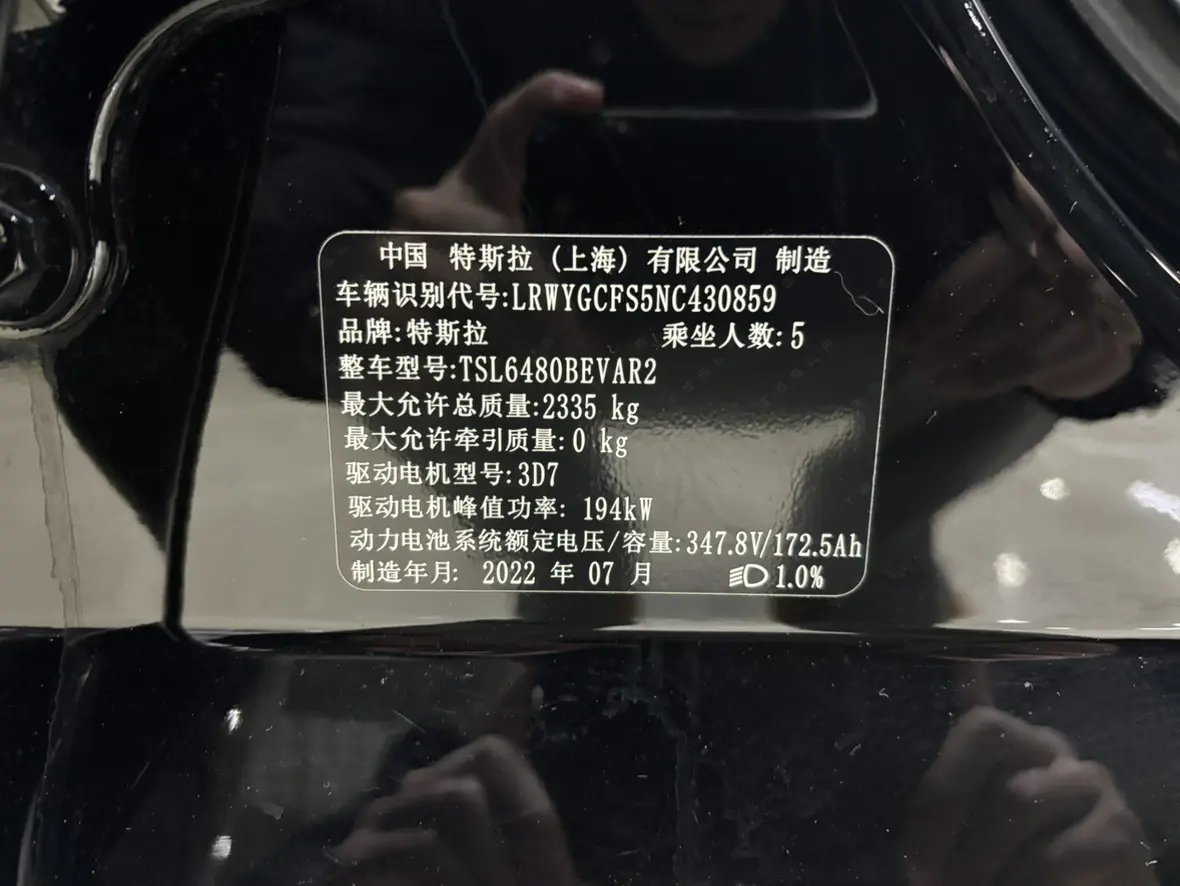 中国 特斯拉（上海）有限公司 制造
车辆识别代号:LRWYGCFS5NC430859
品牌:特斯拉 乘坐人数:5
整车型号:TSL6480BEVAR2
最大允许总质量:2335 kg
最大允许牵引质量:0 kg
驱动电机型号:3D7
驱动电机峰值功率: 194kW
动力电池系统额定电压/容量:347.8V/172.5Ah
制造年月: 2022 年 07 月 1.0%